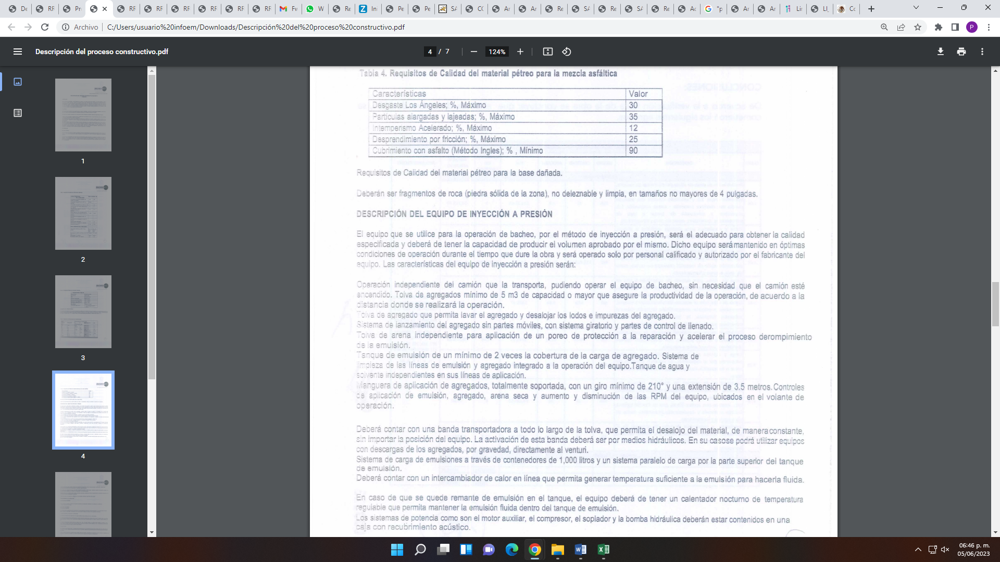 Archivo
C:/Users/usuario%20infoem/Downloads/Descripción%20del%20proceso%20constructivo.pdf
Descripción del proceso constructivo.pdf
4 / 7
124%
1
2
3
4
Tabla 4. Requisitos de Calidad del material pétreo para la mezcla asfáltica
Características Valor
Desgaste Los Ángeles; %, Máximo 30
Partículas alargadas y lajeadas; %, Máximo 35
Intemperismo Acelerado; %, Máximo 12
Desprendimiento por fricción; %, Máximo 25
Cubrimiento con asfalto (Método Ingles); % , Mínimo 90
Requisitos de Calidad del material pétreo para la base dañada.
Deberán ser fragmentos de roca (piedra sólida de la zona), no deleznable y limpia, en tamaños no mayores de 4 pulgadas.
DESCRIPCIÓN DEL EQUIPO DE INYECCIÓN A PRESIÓN
El equipo que se utilice para la operación de bacheo, por el método de inyección a presión, será el adecuado para obtener la calidad
especificada y deberá de tener la capacidad de producir el volumen aprobado por el mismo. Dicho equipo serámantenido en óptimas
condiciones de operación durante el tiempo que dure la obra y será operado solo por personal calificado y autorizado por el fabricante del
equipo. Las características del equipo de inyección a presión serán:
Operación independiente del camión que la transporta, pudiendo operar el equipo de bacheo, sin necesidad que el camión esté
encendido. Tolva de agregados mínimo de 5 m3 de capacidad o mayor que asegure la productividad de la operación, de acuerdo a la
distancia donde se realizará la operación.
Tolva de agregado que permita lavar el agregado y desalojar los lodos e impurezas del agregado.
Sistema de lanzamiento del agregado sin partes móviles, con sistema giratorio y partes de control de llenado.
Tolva de arena independiente para aplicación de un poreo de protección a la reparación y acelerar el proceso derompimiento
de la emulsión.
Tanque de emulsión de un mínimo de 2 veces la cobertura de la carga de agregado. Sistema de
limpieza de las líneas de emulsión y agregado integrado a la operación del equipo.Tanque de agua y
solvente independientes en sus líneas de aplicación.
Manguera de aplicación de agregados, totalmente soportada, con un giro mínimo de 210° y una extensión de 3.5 metros. Controles
de aplicación de emulsión, agregado, arena seca y aumento y disminución de las RPM del equipo, ubicados en el volante de
operación.
Deberá contar con una banda transportadora a todo lo largo de la tolva, que permita el desalojo del material, de manera constante,
sin importar la posición del equipo. La activación de esta banda deberá ser por medios hidráulicos. En su casose podrá utilizar equipos
con descargas de los agregados, por gravedad, directamente al venturi.
Sistema de carga de emulsiones a través de contenedores de 1,000 litros y un sistema paralelo de carga por la parte superior del tanque
de emulsión.
Deberá contar con un intercambiador de calor en línea que permita generar temperatura suficiente a la emulsión para hacerla fluida.
En caso de que se quede remante de emulsión en el tanque, el equipo deberá de tener un calentador nocturno de temperatura
regulable que permita mantener la emulsión fluida dentro del tanque de emulsión.
Los sistemas de potencia como son el motor auxiliar, el compresor, el soplador y la bomba hidráulica deberán estar contenidos en una
caja con recubrimiento acústico.
06:46 p. m.
05/06/2023